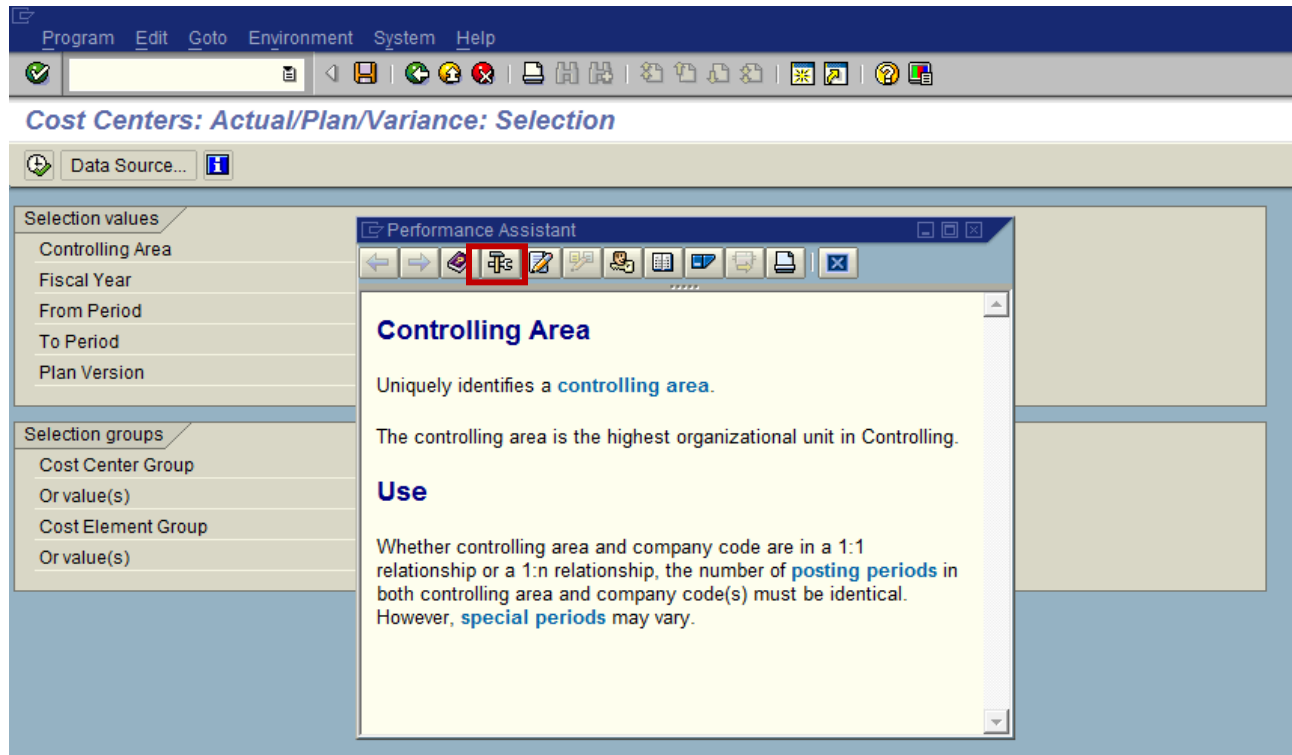 Program Edit Goto Environment System Help
Cost Centers: Actual/Plan/Variance: Selection
Data Source...
Selection values
Controlling Area
Fiscal Year
From Period
To Period
Plan Version
Selection groups
Cost Center Group
Or value(s)
Cost Element Group
Or value(s)
Performance Assistant
Controlling Area
Uniquely identifies a controlling area.
The controlling area is the highest organizational unit in Controlling.
Use
Whether controlling area and company code are in a 1:1
relationship or a 1:n relationship, the number of posting periods in
both controlling area and company code(s) must be identical.
However, special periods may vary.